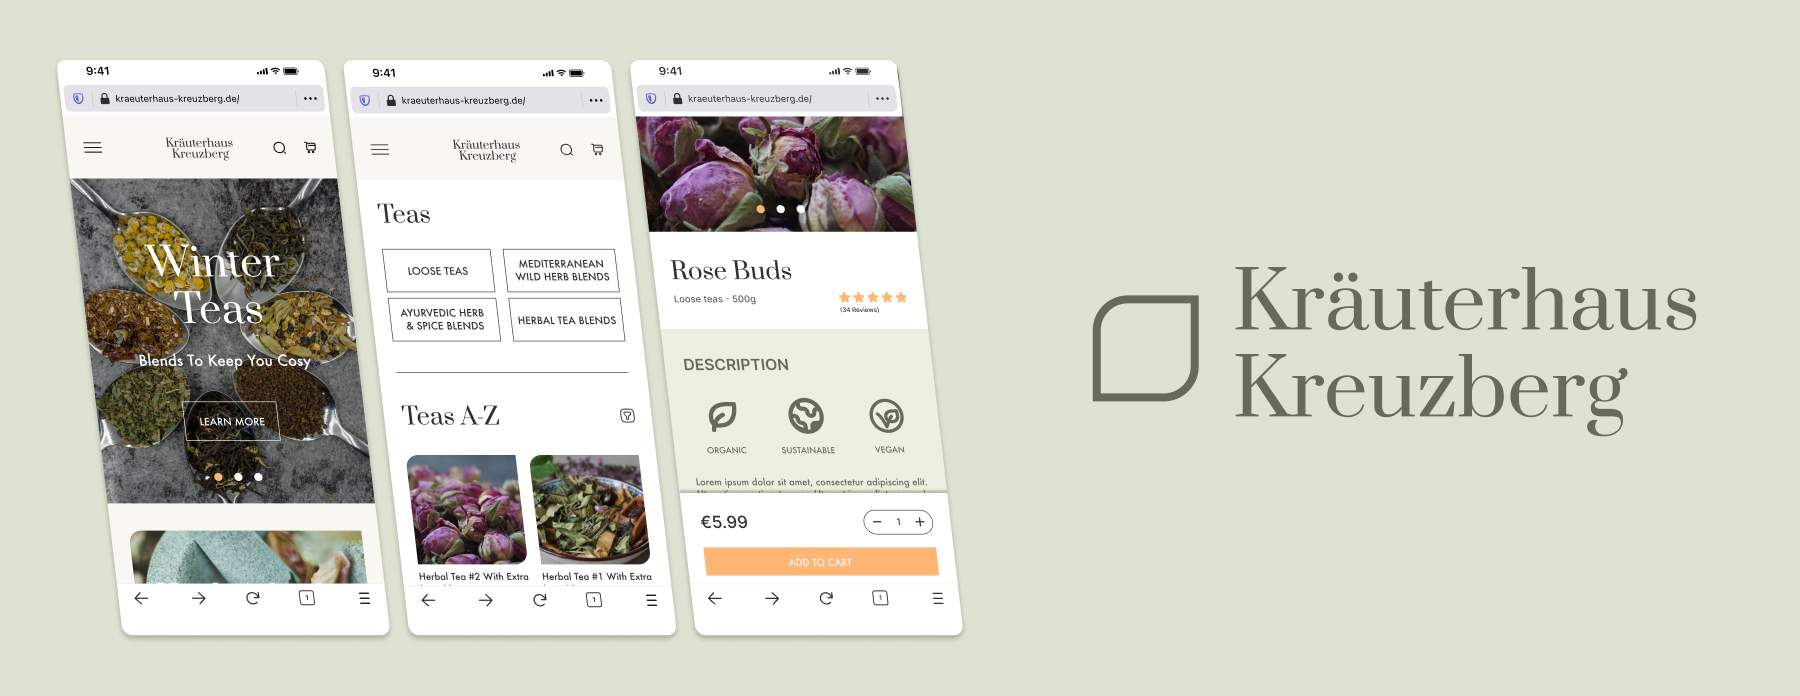 9:41
kraeuterhaus-kreuzberg.de/
Kräuterhaus
Kreuzberg
Winter
Teas
Blends To Keep You Cosy
LEARN MORE
1
9:41
kraeuterhaus-kreuzberg.de/
Kräuterhaus
Kreuzberg
Teas
LOOSE TEAS
MEDITERRANEAN
WILD HERB BLENDS
AYURVEDIC HERB
& SPICE BLENDS
HERBAL TEA BLENDS
Teas A-Z
Herbal Tea #2 With Extra
Herbal Tea #1 With Extra
1
9:41
kraeuterhaus-kreuzberg.de/
Rose Buds
Loose teas - 500g
(34 Reviews)
DESCRIPTION
ORGANIC
SUSTAINABLE
VEGAN
Lorem ipsum dolor sit amet, consectetur adipiscing elit.
€5.99
1
ADD TO CART
1
Kräuterhaus
Kreuzberg